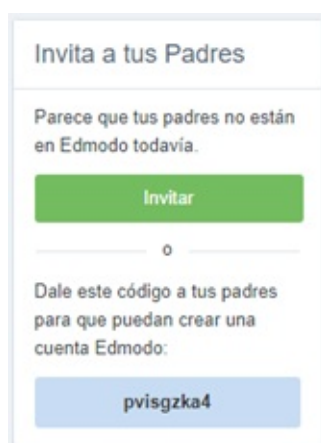 Invita a tus Padres
Parece que tus padres no están
en Edmodo todavía.
Invitar
o
Dale este código a tus padres
para que puedan crear una
cuenta Edmodo:
pvisgzka4